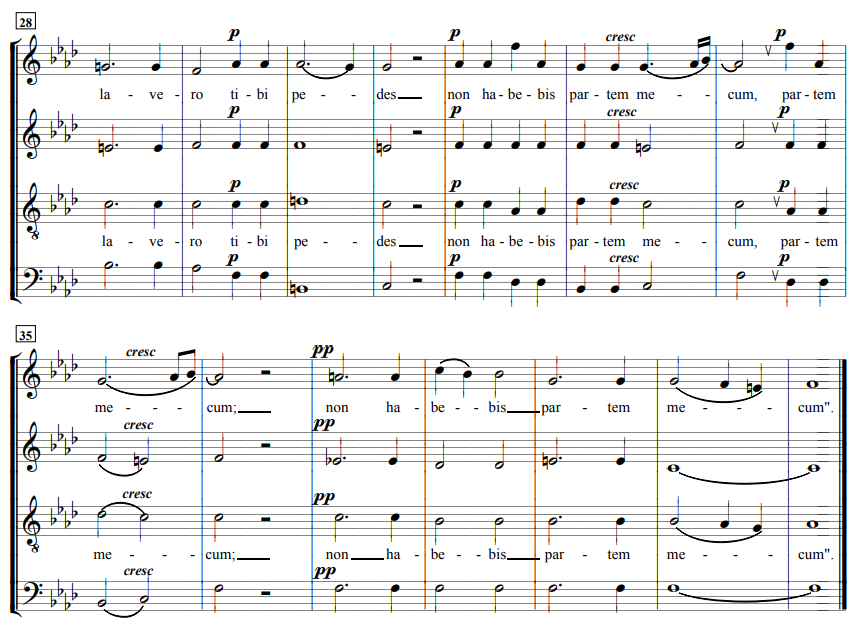 28
p p cresc p
la - ve - ro ti - bi pe - - des non ha - be - bis par - tem me - - cum, par - tem
p p cresc p
p p cresc p
la - ve - ro ti - bi pe - - des non ha - be - bis par - tem me - - cum, par - tem
p p cresc p
35
cresc pp
me - - - cum; non ha - be - - bis par - tem me - - cum".
cresc pp
cresc pp
me - - - cum; non ha - be - - bis par - tem me - - cum".
cresc pp